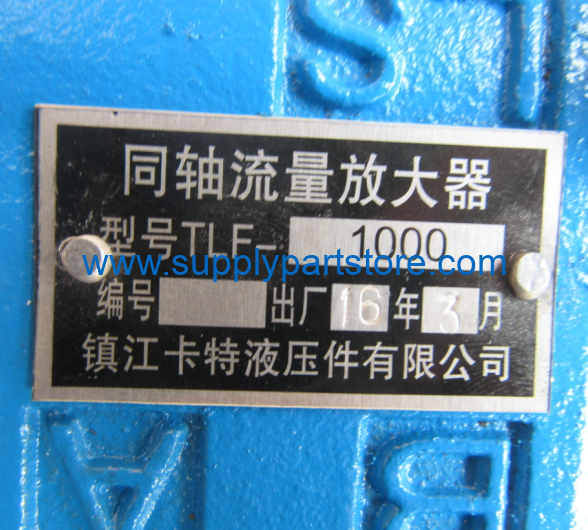 LS
同轴流量放大器
型号TLF-1000
www.supplypartstore.com
编号 出厂16年3月
镇江卡特液压件有限公司
A B